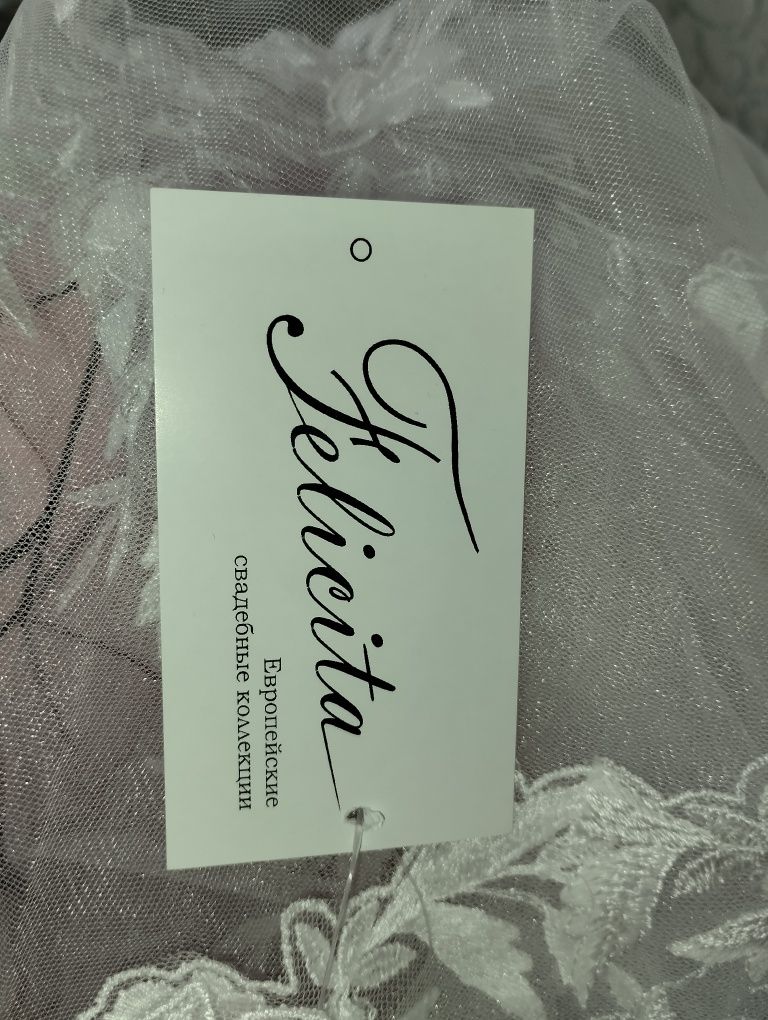 Felicita
Европейские
свадебные коллекции